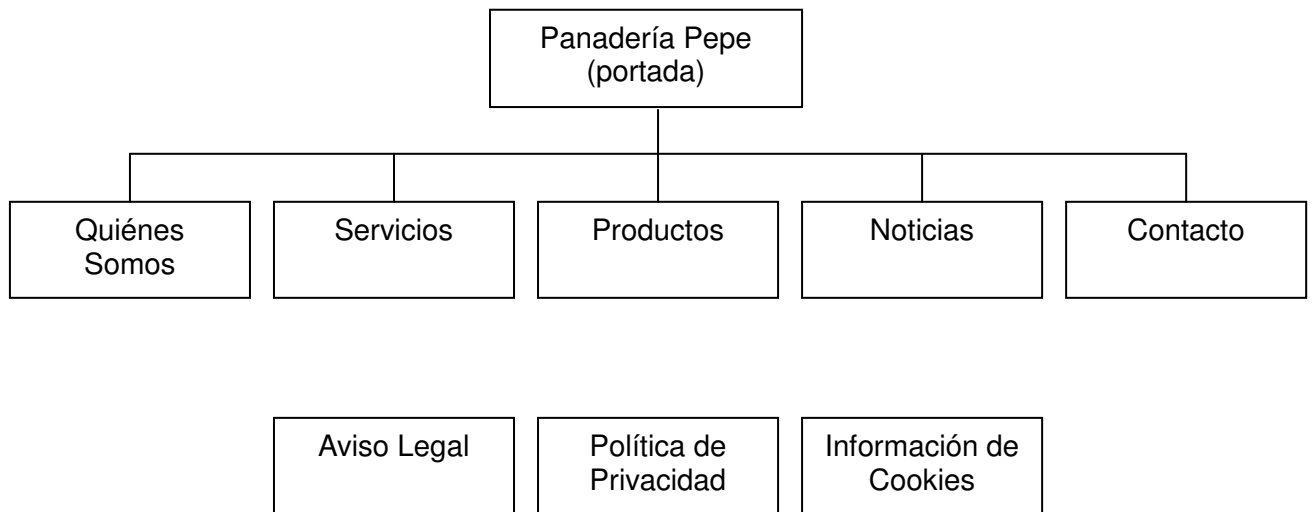 Panadería Pepe
(portada)
Quiénes
Somos
Servicios
Productos
Noticias
Contacto
Aviso Legal
Política de
Privacidad
Información de
Cookies